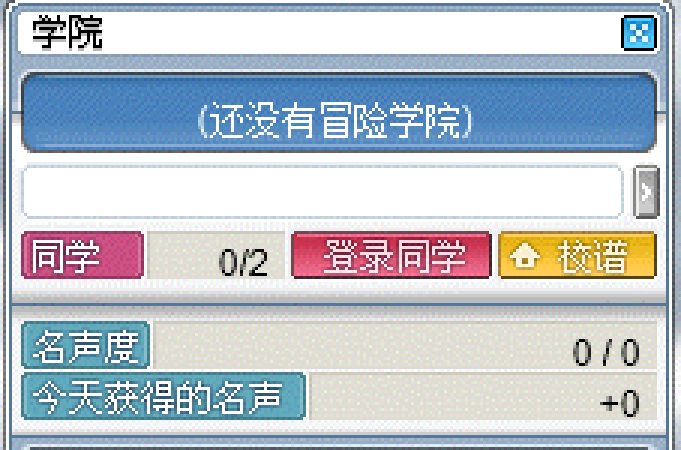 学院
(还没有冒险学院)
同学 0/2 登录同学 校谱
名声度 0 / 0
今天获得的名声 +0